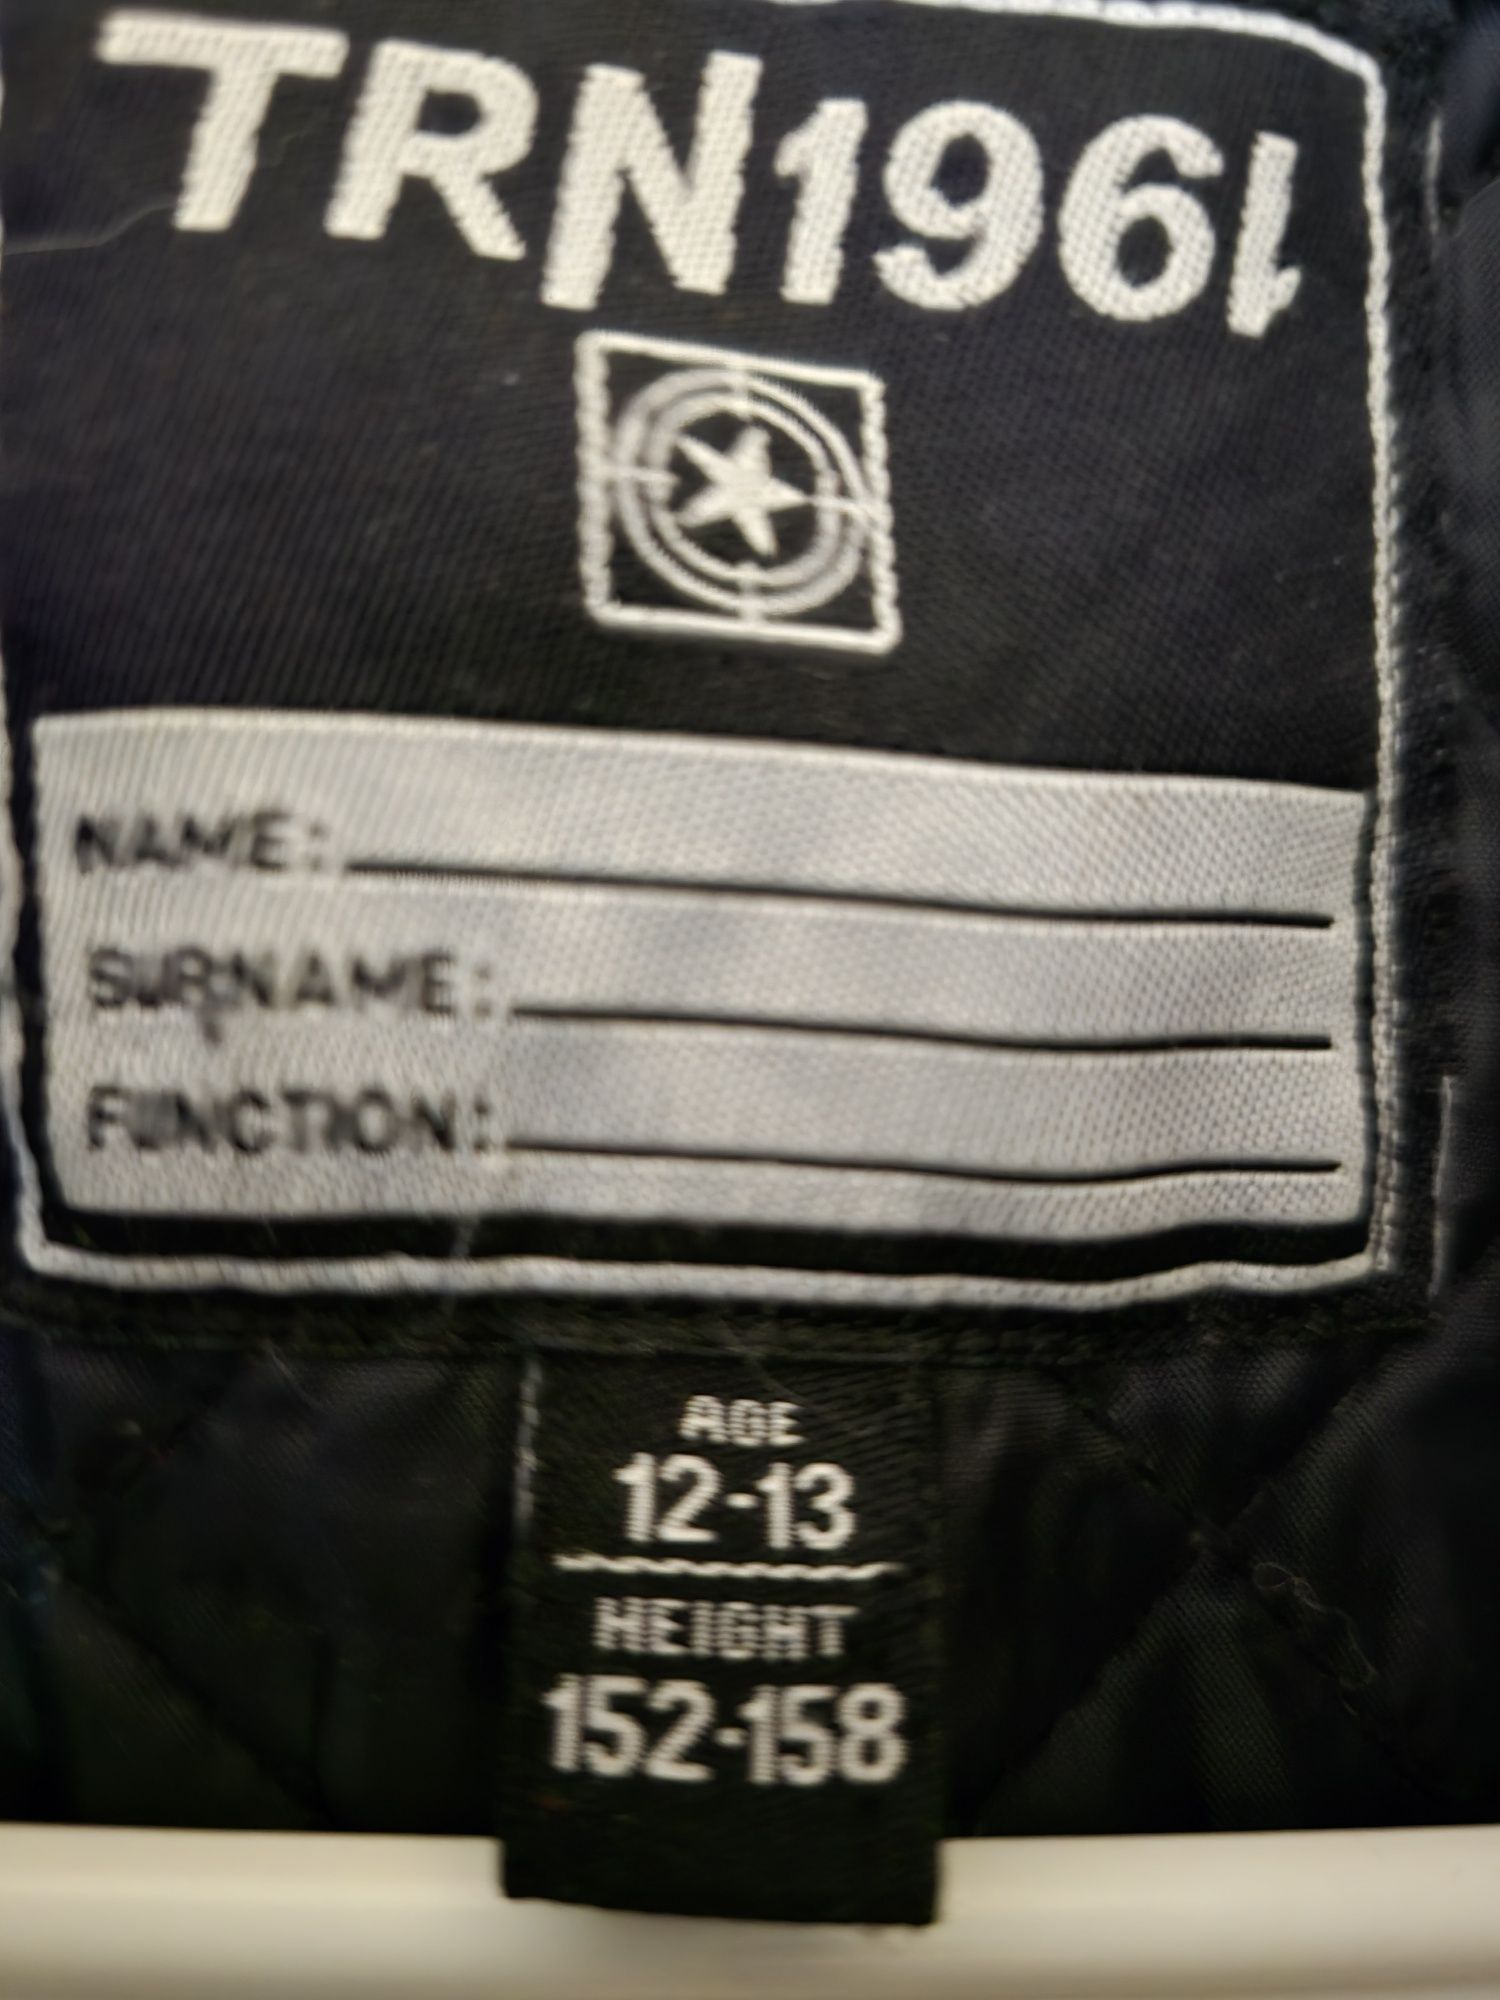 TRN1961
NAME:
SURNAME:
FUNCTION:
AGE
12-13
HEIGHT
152-158